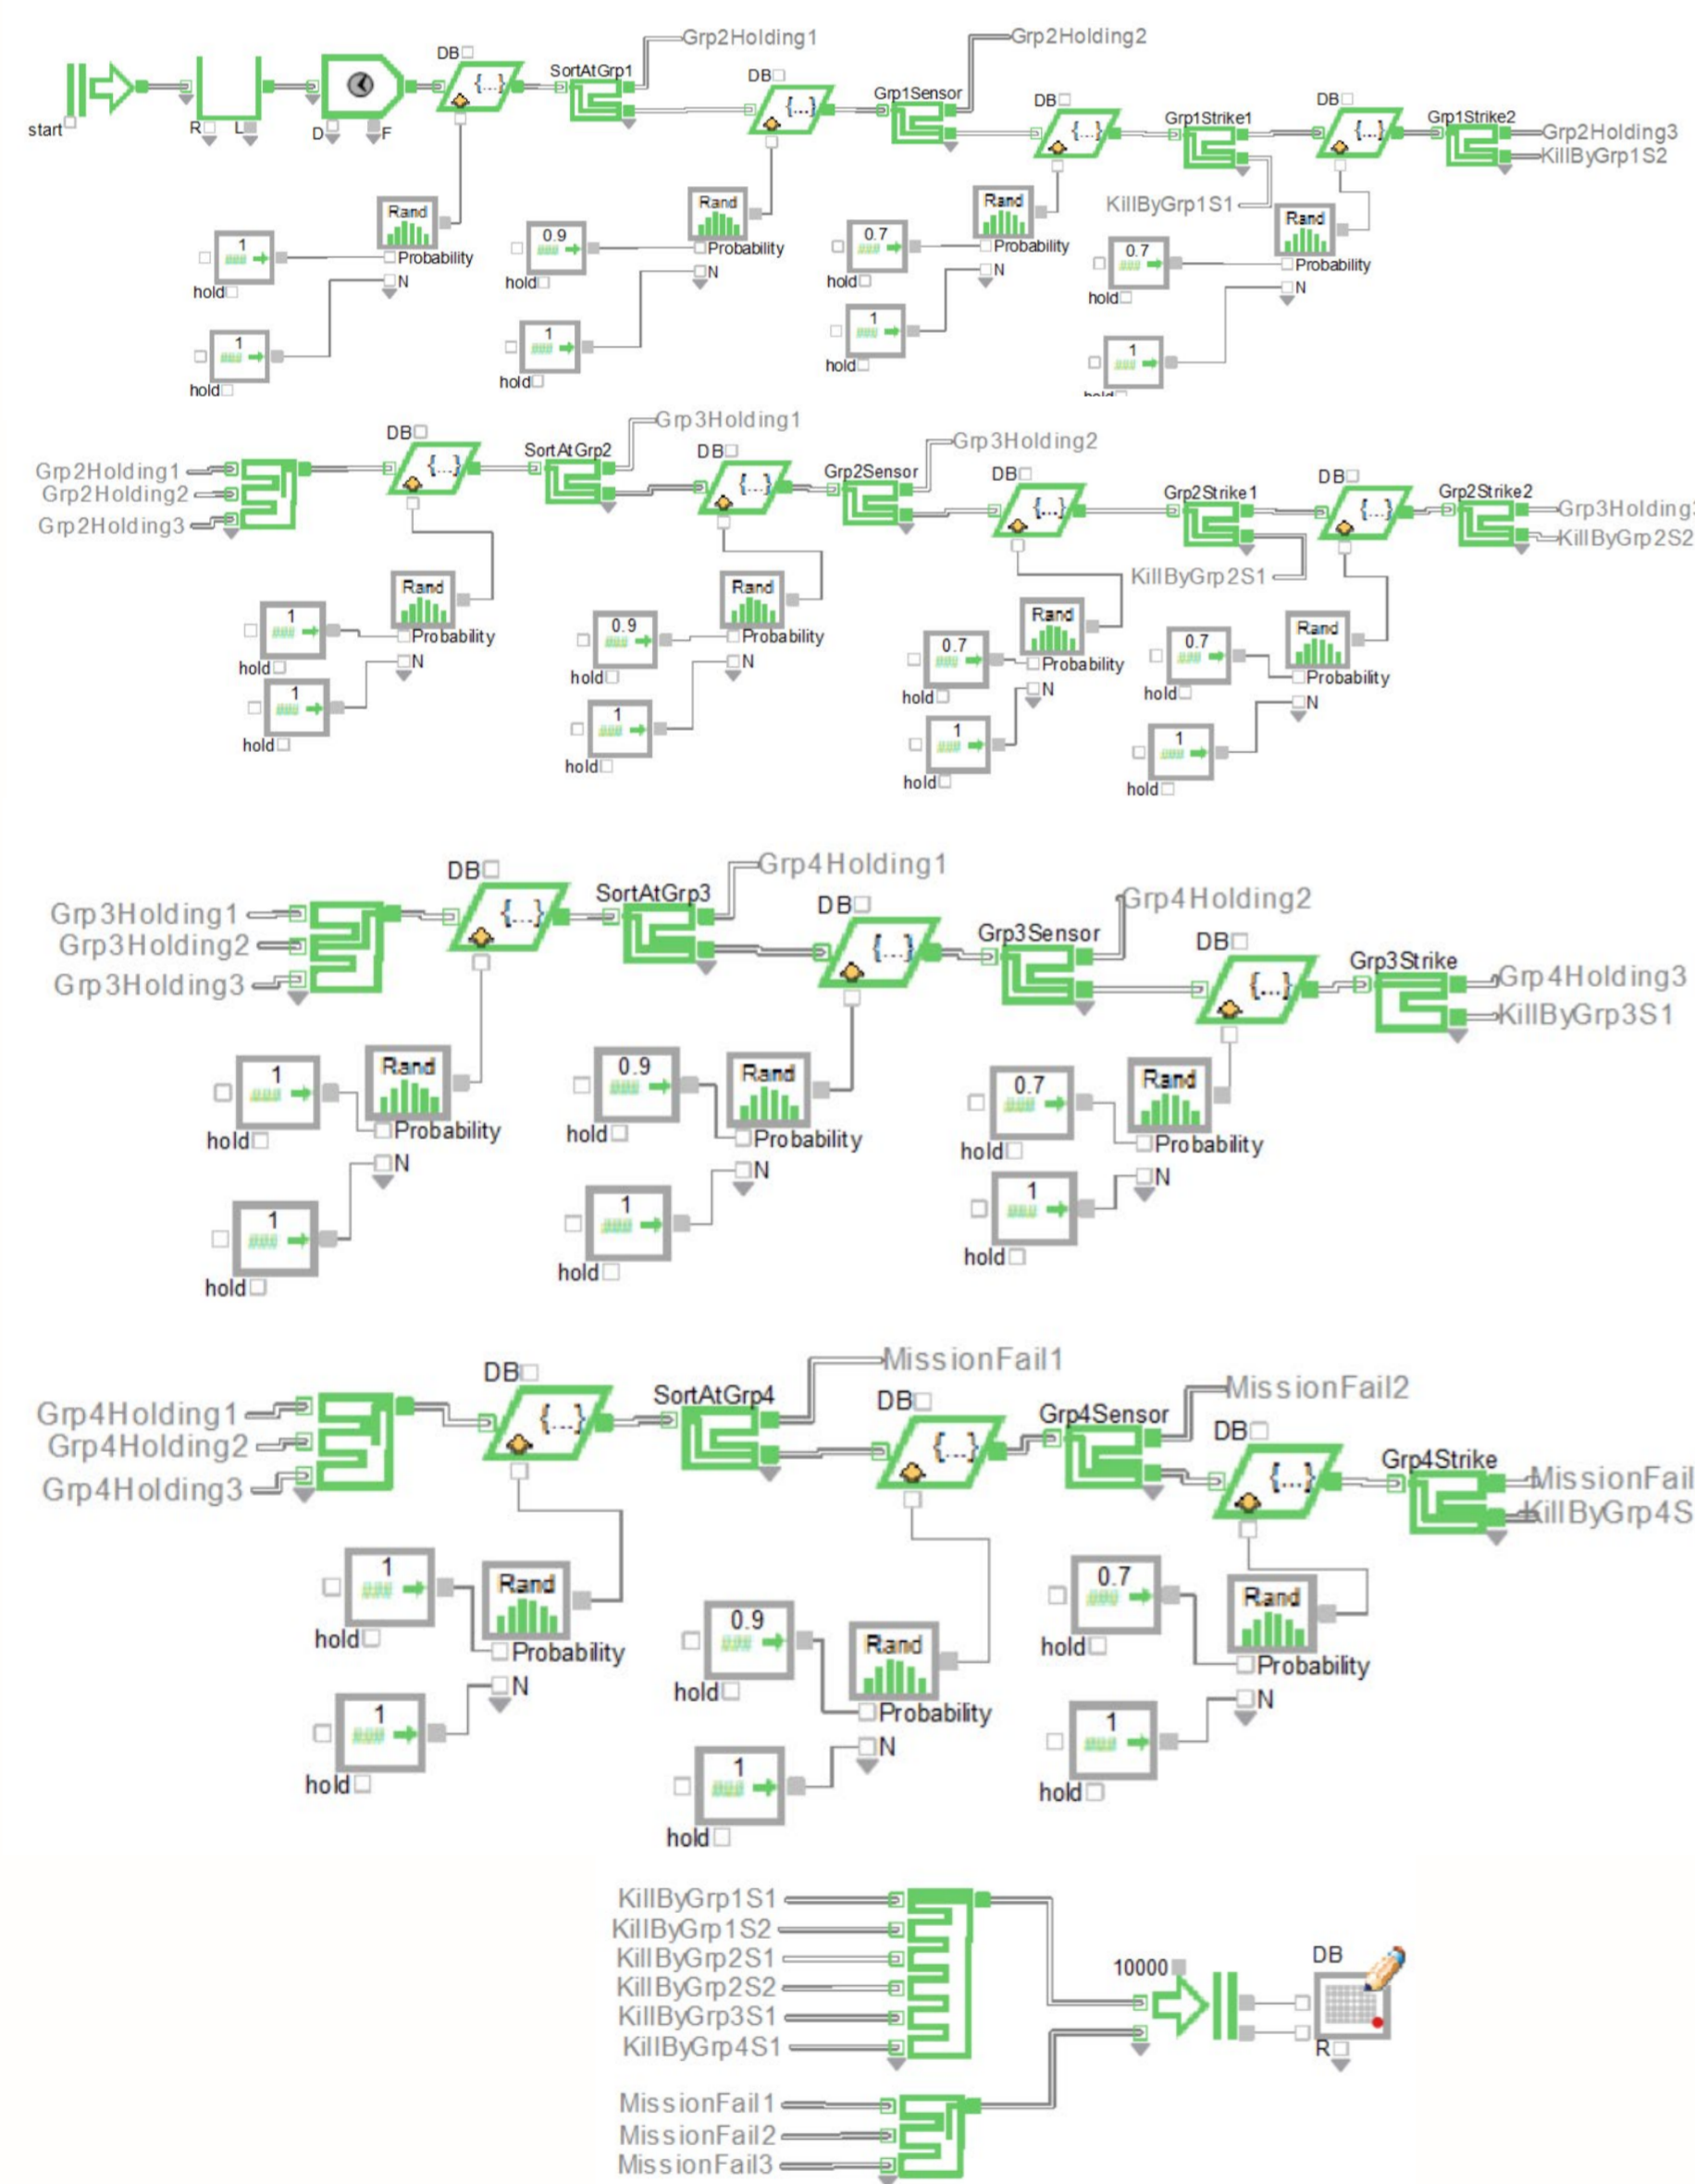 DB
Grp2Holding1
Grp2Holding2
SortAtGrp1
DB
Grp1Sensor
DB
Grp1Strike1
DB
Grp1Strike2
Grp2Holding3
KillByGrp1S2
start
R L
D F
{...}
{...}
{...}
{...}
KillByGrp1S1
Rand
Probability
N
1
hold
1
hold
Rand
Probability
N
0.9
hold
1
hold
Rand
Probability
N
0.7
hold
1
hold
Rand
Probability
N
0.7
hold
1
Grp2Holding1
Grp2Holding2
Grp2Holding3
DB
{...}
SortAtGrp2
Grp3Holding1
DB
{...}
Grp2Sensor
Grp3Holding2
DB
{...}
Grp2Strike1
KillByGrp2S1
DB
{...}
Grp2Strike2
Grp3Holding
KillByGrp2S2
Rand
Probability
N
1
hold
1
hold
Rand
Probability
N
0.9
hold
1
hold
Rand
Probability
N
0.7
hold
1
hold
Rand
Probability
N
0.7
hold
1
hold
Grp3Holding1
Grp3Holding2
Grp3Holding3
DB
{...}
SortAtGrp3
Grp4Holding1
DB
{...}
Grp3Sensor
Grp4Holding2
DB
{...}
Grp3Strike
Grp4Holding3
KillByGrp3S1
Rand
Probability
N
1
hold
1
hold
Rand
Probability
N
0.9
hold
1
hold
Rand
Probability
N
0.7
hold
1
hold
Grp4Holding1
Grp4Holding2
Grp4Holding3
DB
{...}
SortAtGrp4
MissionFail1
DB
{...}
Grp4Sensor
MissionFail2
DB
{...}
Grp4Strike
MissionFail
KillByGrp4S
Rand
Probability
N
1
hold
1
hold
Rand
Probability
N
0.9
hold
1
hold
Rand
Probability
N
0.7
hold
1
hold
KillByGrp1S1
KillByGrp1S2
KillByGrp2S1
KillByGrp2S2
KillByGrp3S1
KillByGrp4S1
MissionFail1
MissionFail2
MissionFail3
10000
DB
R